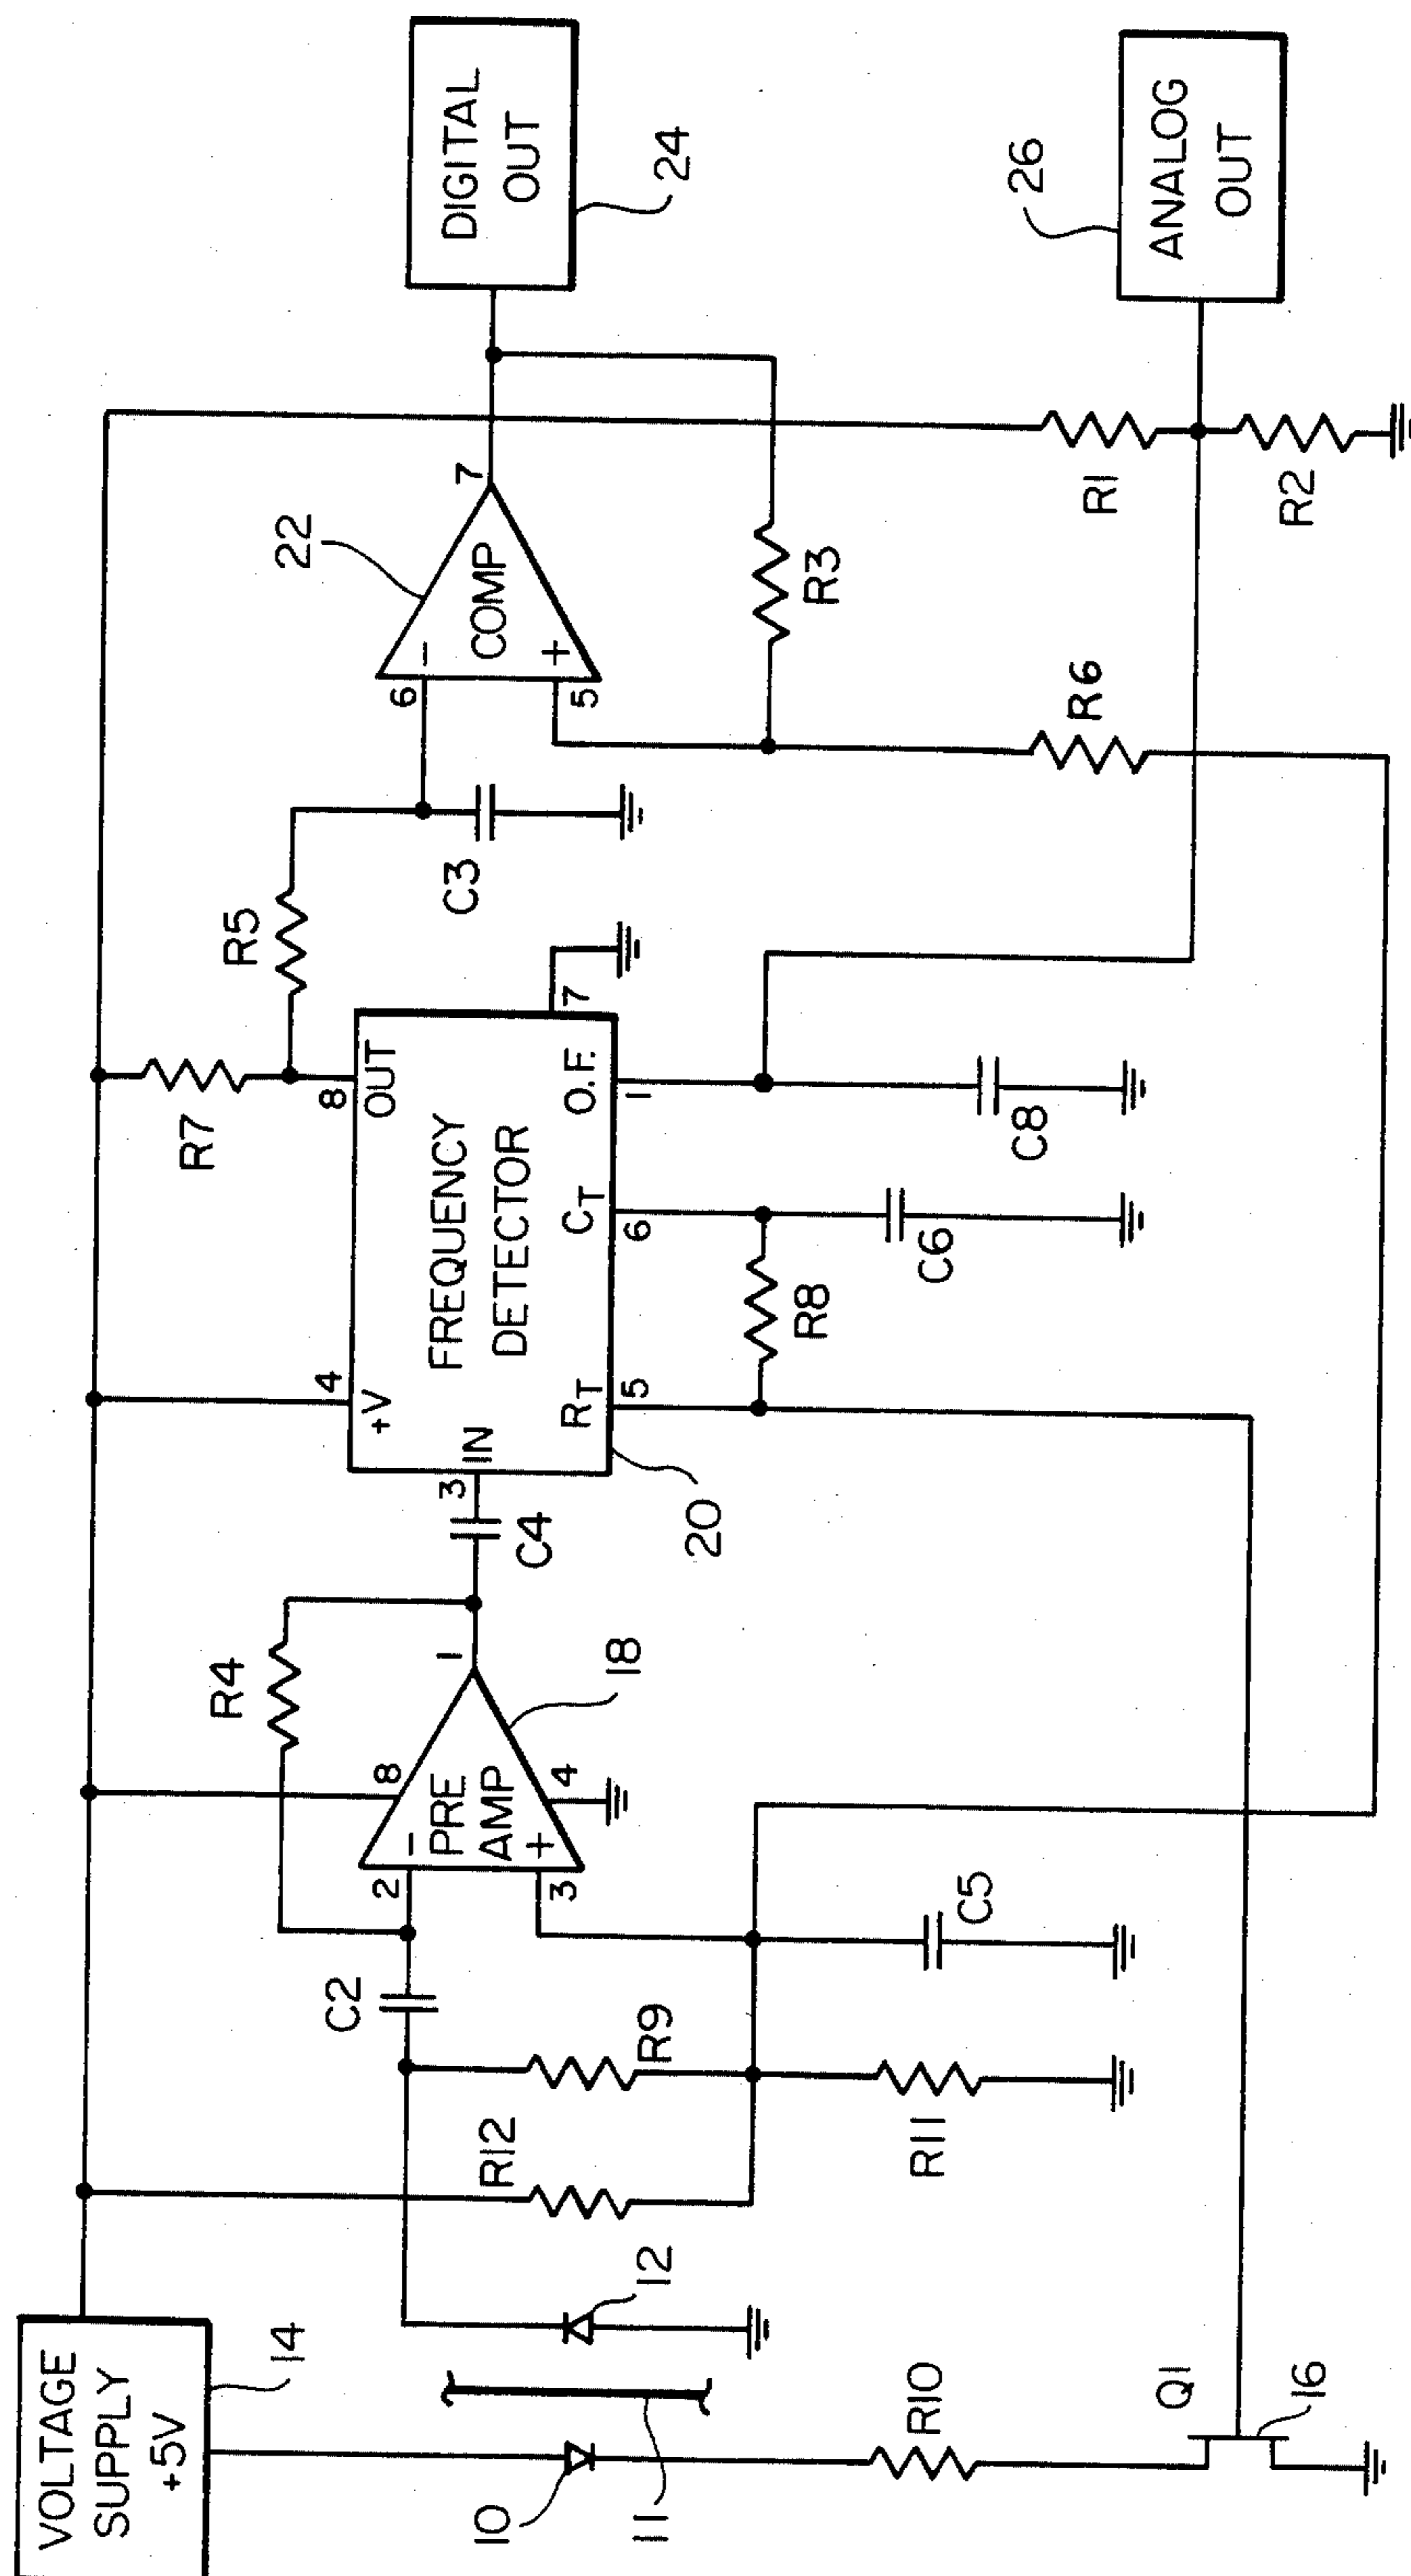 VOLTAGE
SUPPLY
+5V
14
10
11
12
R10
Q1
16
R12
R9
R11
C2
C5
R4
2
3
8
1
4
−
+
PRE
AMP
18
C4
3
IN
4
+V
FREQUENCY
DETECTOR
8
OUT
7
RT
5
CT
6
O.F.
1
20
R8
C6
C8
R7
R5
C3
6
5
−
+
COMP
7
22
R3
R6
R1
R2
DIGITAL
OUT
24
ANALOG
OUT
26